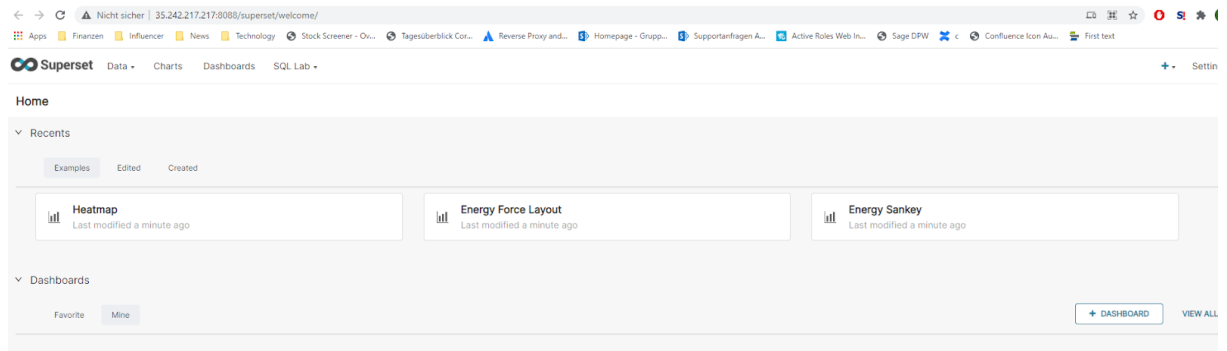 Nicht sicher | 35.242.217.217:8088/superset/welcome/
Apps Finanzen Influencer News Technology Stock Screener - Ov... Tagesüberblick Cor... Reverse Proxy and... Homepage - Grupp... Supportanfragen A... Active Roles Web In... Sage DPW c Confluence Icon Au... First text
Superset Data Charts Dashboards SQL Lab + Settin
Home
Recents
Examples Edited Created
Heatmap Energy Force Layout Energy Sankey
Last modified a minute ago Last modified a minute ago Last modified a minute ago
Dashboards
Favorite Mine + DASHBOARD VIEW ALL